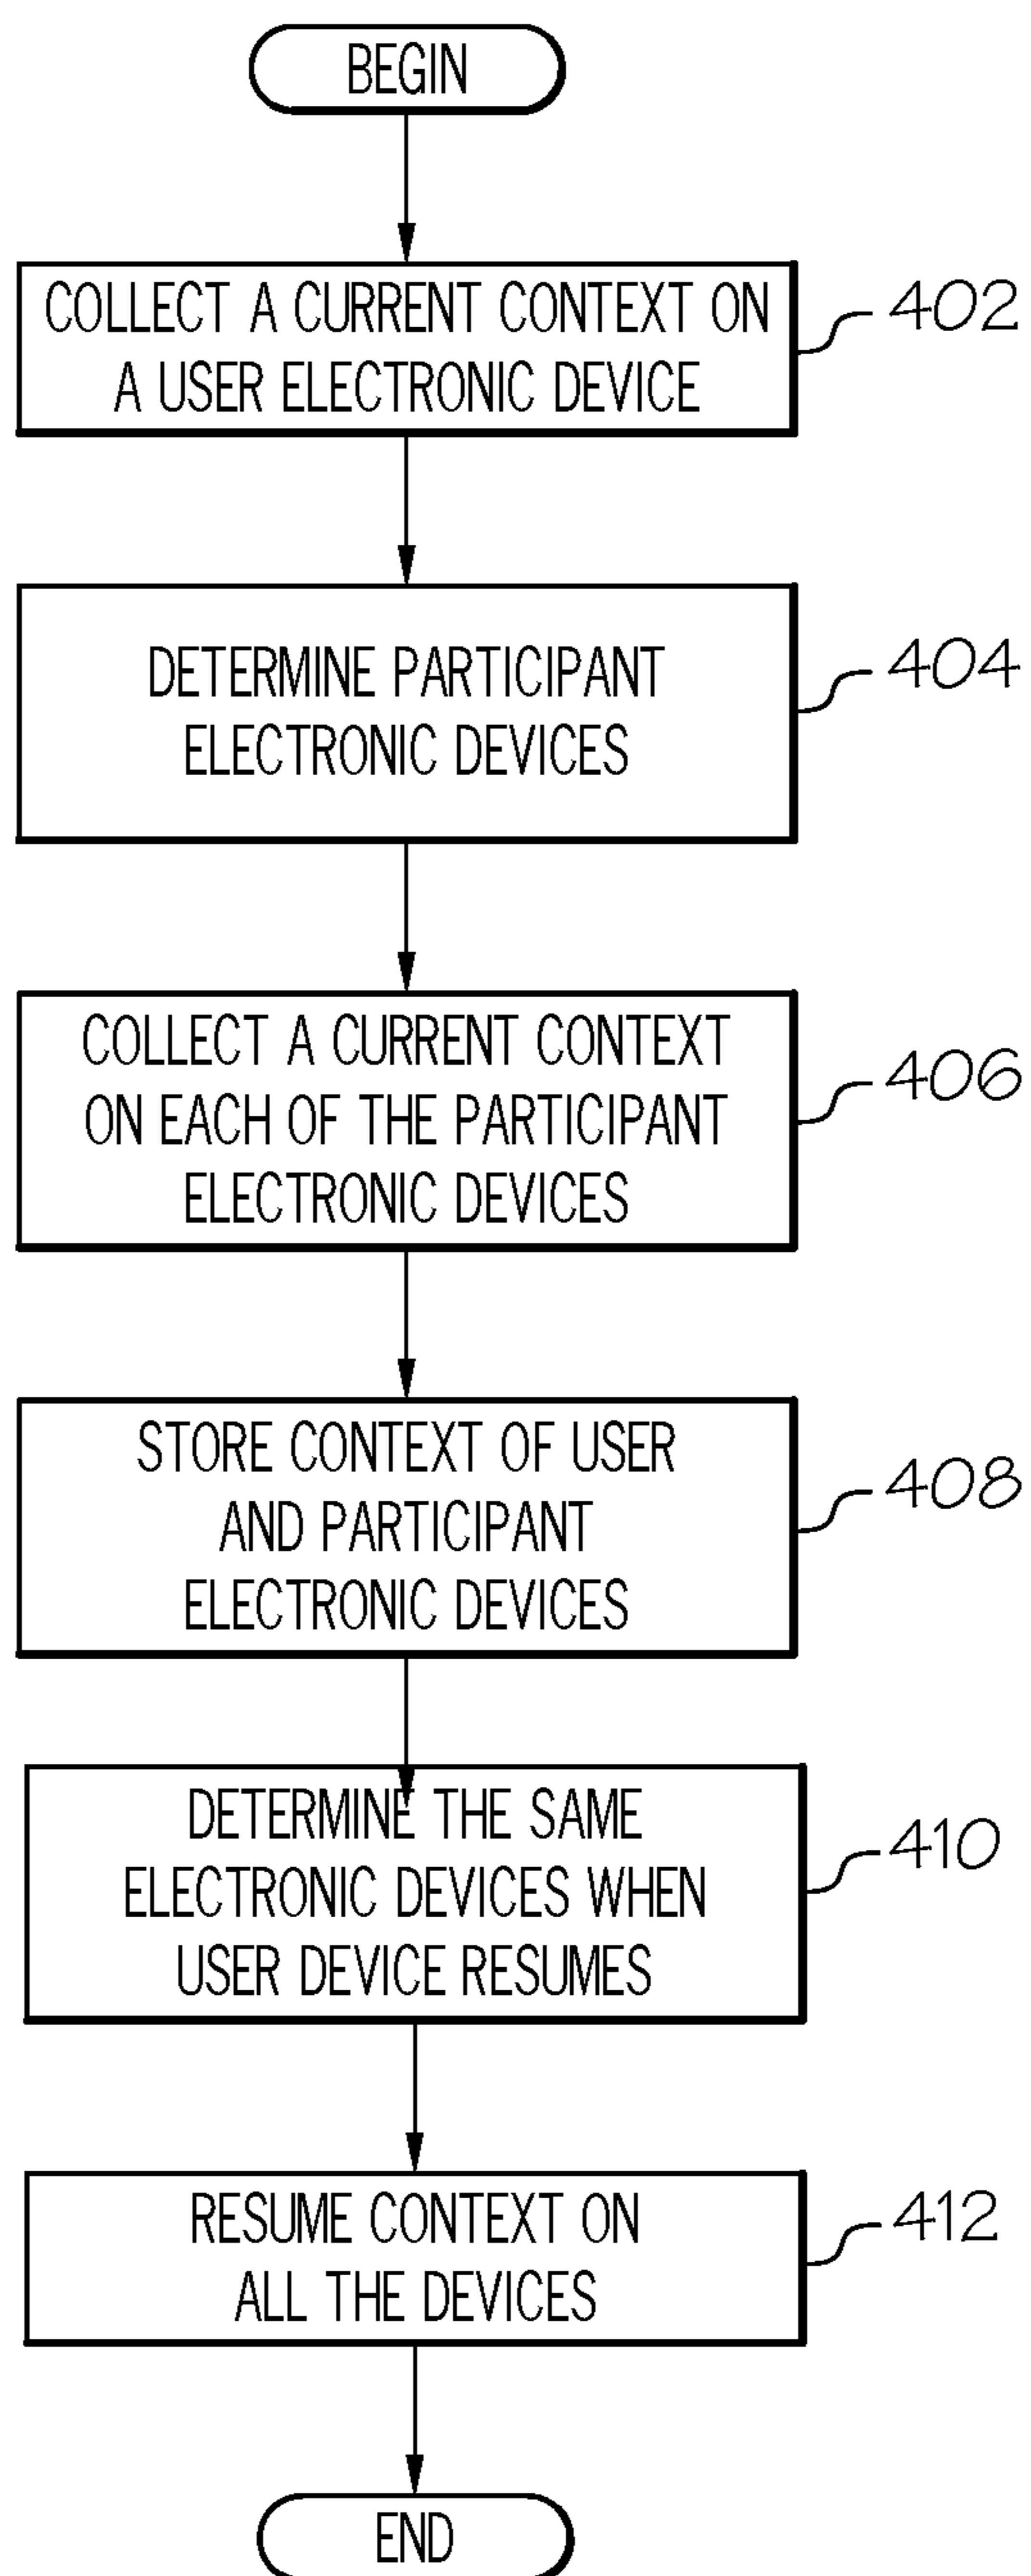 BEGIN
COLLECT A CURRENT CONTEXT ON
A USER ELECTRONIC DEVICE
402
DETERMINE PARTICIPANT
ELECTRONIC DEVICES
404
COLLECT A CURRENT CONTEXT
ON EACH OF THE PARTICIPANT
ELECTRONIC DEVICES
406
STORE CONTEXT OF USER
AND PARTICIPANT
ELECTRONIC DEVICES
408
DETERMINE THE SAME
ELECTRONIC DEVICES WHEN
USER DEVICE RESUMES
410
RESUME CONTEXT ON
ALL THE DEVICES
412
END